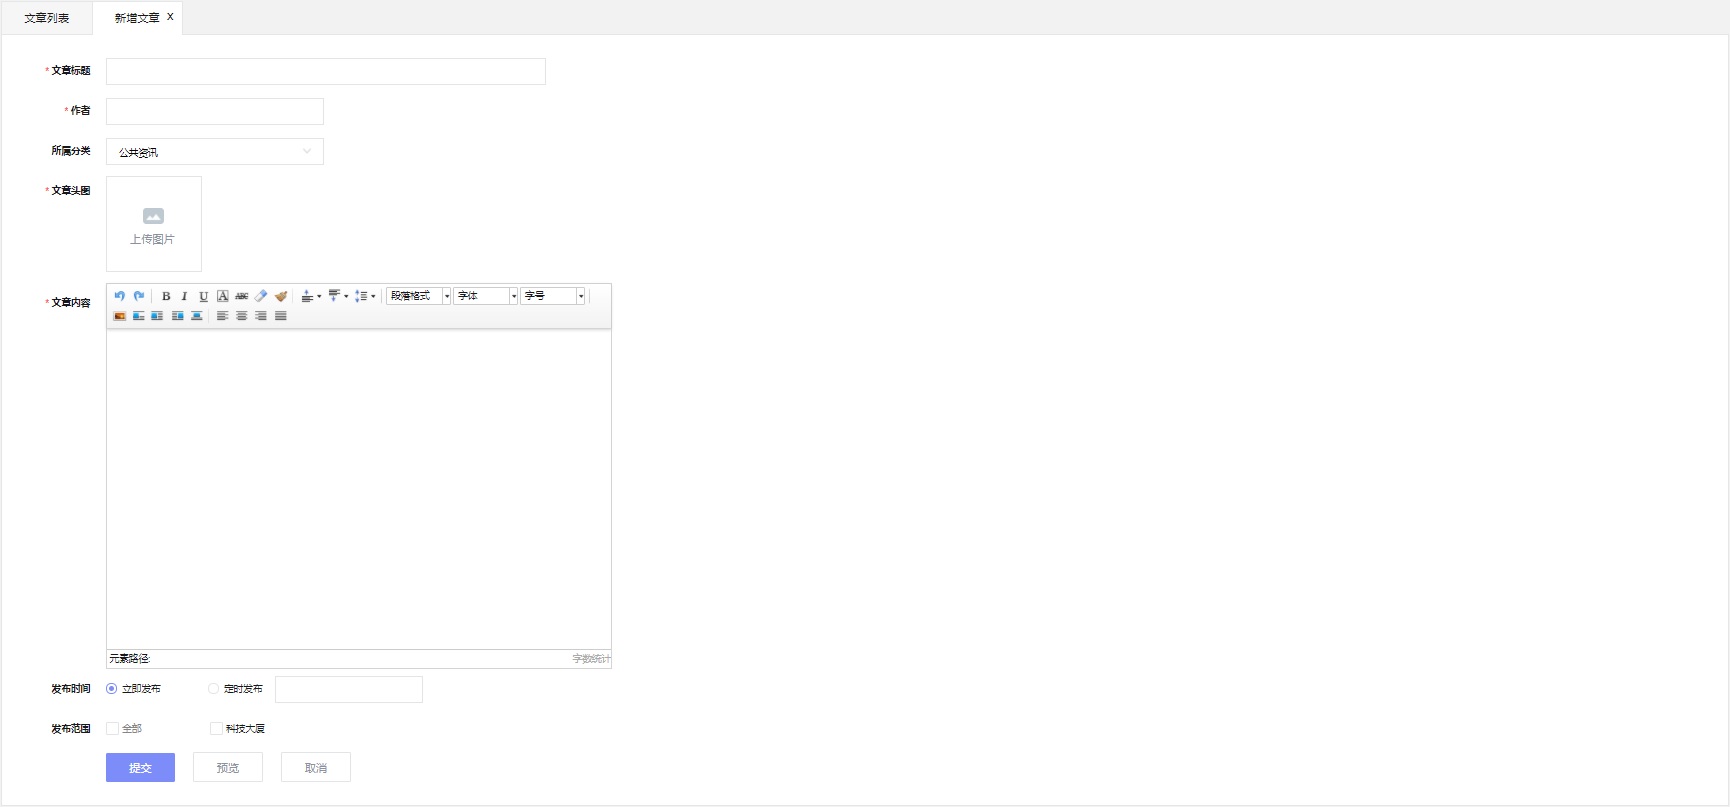 文章列表 新增文章 X
* 文章标题
* 作者
所属分类 公共资讯
* 文章头图
上传图片
* 文章内容 B I U A ABC 段落格式 字体 字号
元素路径: 字数统计
发布时间 立即发布 定时发布
发布范围 全部 科技大厦
提交 预览 取消